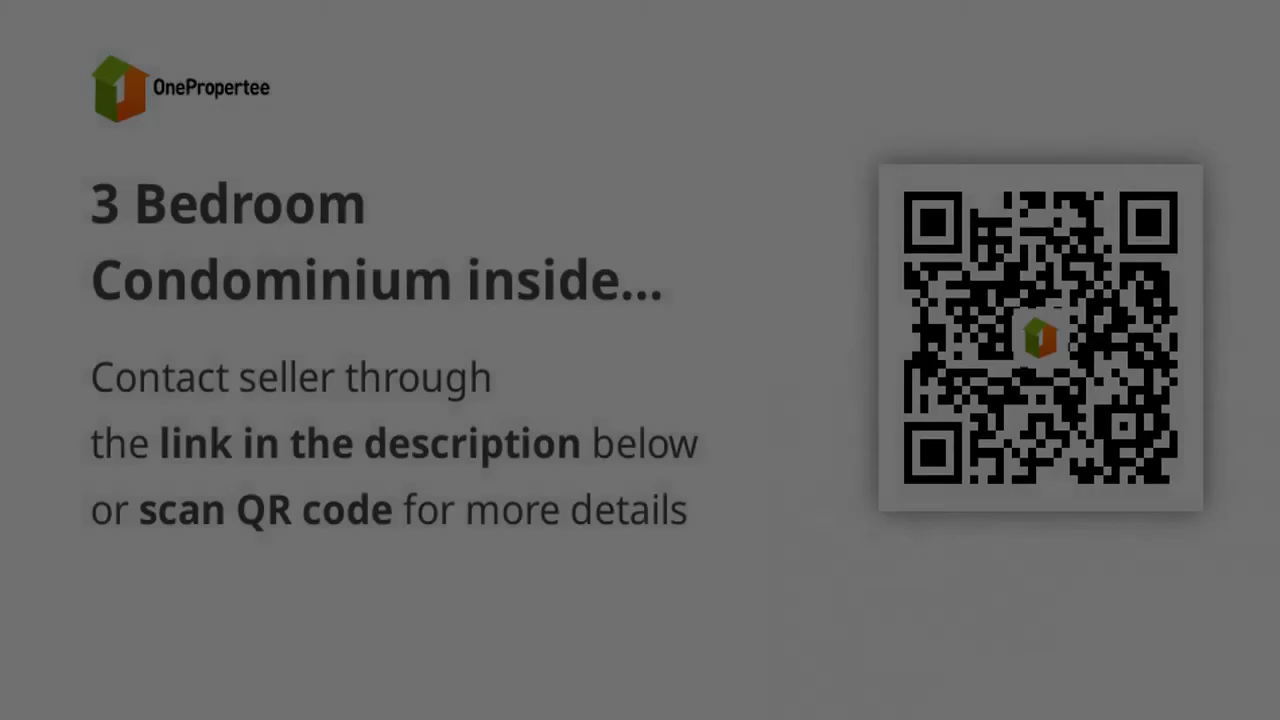 OnePropertee
3 Bedroom
Condominium inside...
Contact seller through
the link in the description below
or scan QR code for more details